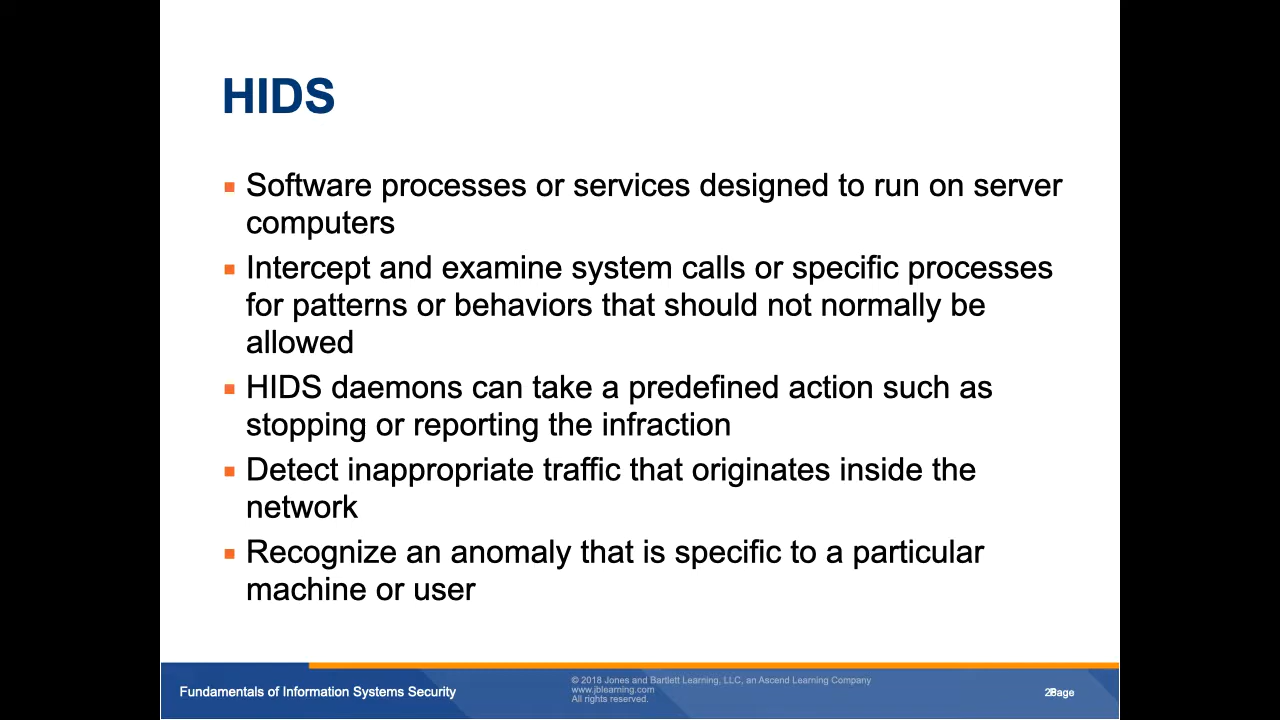 HIDS
Software processes or services designed to run on server
computers
Intercept and examine system calls or specific processes
for patterns or behaviors that should not normally be
allowed
HIDS daemons can take a predefined action such as
stopping or reporting the infraction
Detect inappropriate traffic that originates inside the
network
Recognize an anomaly that is specific to a particular
machine or user
Fundamentals of Information Systems Security
© 2018 Jones and Bartlett Learning, LLC, an Ascend Learning Company
www.jblearning.com
All rights reserved.